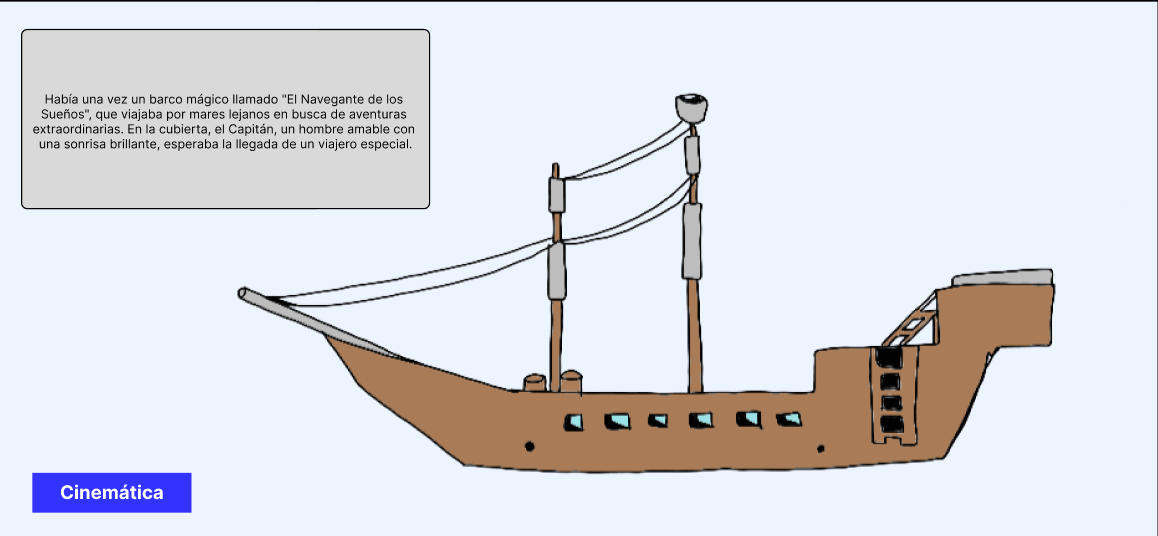 Había una vez un barco mágico llamado "El Navegante de los
Sueños", que viajaba por mares lejanos en busca de aventuras
extraordinarias. En la cubierta, el Capitán, un hombre amable con
una sonrisa brillante, esperaba la llegada de un viajero especial.
Cinemática